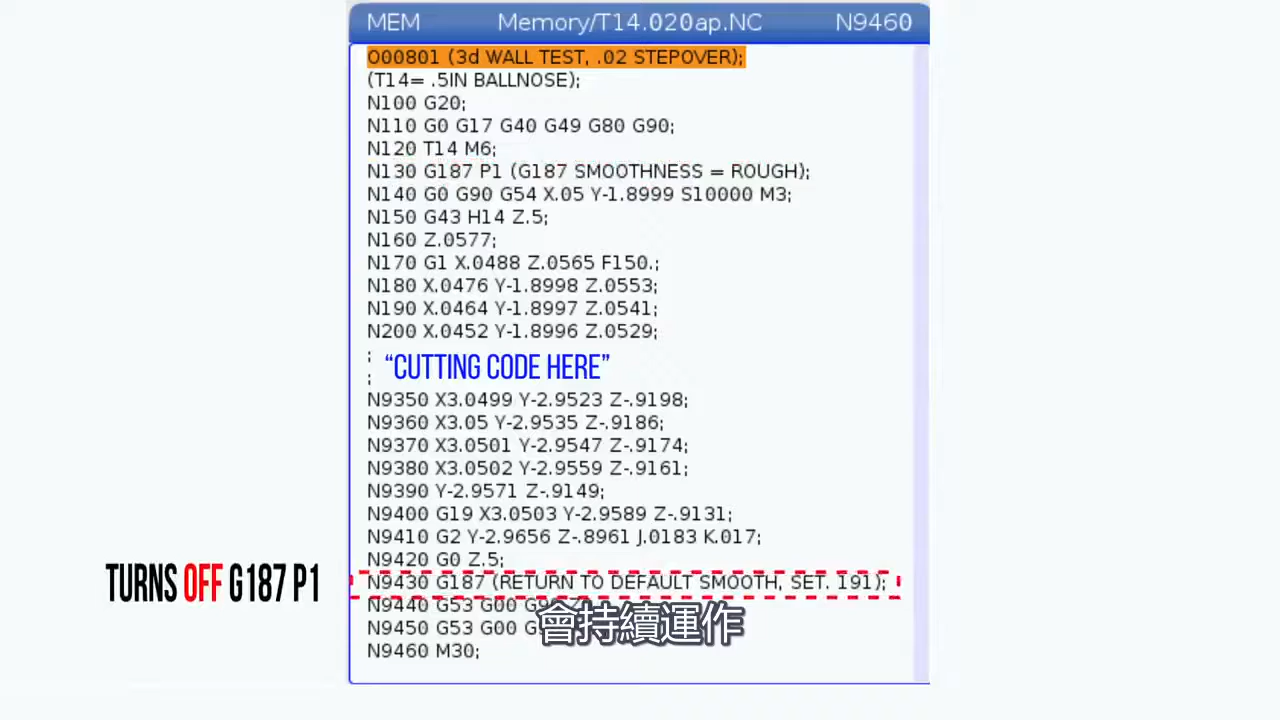 MEM Memory/T14.020ap.NC N9460
O00801 (3d WALL TEST, .02 STEPOVER);
(T14= .5IN BALLNOSE);
N100 G20;
N110 G0 G17 G40 G49 G80 G90;
N120 T14 M6;
N130 G187 P1 (G187 SMOOTHNESS = ROUGH);
N140 G0 G90 G54 X.05 Y-1.8999 S10000 M3;
N150 G43 H14 Z.5;
N160 Z.0577;
N170 G1 X.0488 Z.0565 F150.;
N180 X.0476 Y-1.8998 Z.0553;
N190 X.0464 Y-1.8997 Z.0541;
N200 X.0452 Y-1.8996 Z.0529;
;
“CUTTING CODE HERE”
;
N9350 X3.0499 Y-2.9523 Z-.9198;
N9360 X3.05 Y-2.9535 Z-.9186;
N9370 X3.0501 Y-2.9547 Z-.9174;
N9380 X3.0502 Y-2.9559 Z-.9161;
N9390 Y-2.9571 Z-.9149;
N9400 G19 X3.0503 Y-2.9589 Z-.9131;
N9410 G2 Y-2.9656 Z-.8961 J.0183 K.017;
N9420 G0 Z.5;
TURNS OFF G187 P1
N9430 G187 (RETURN TO DEFAULT SMOOTH, SET. 191);
N9440 G53 G00
N9450 G53 G00
會持續運作
N9460 M30;